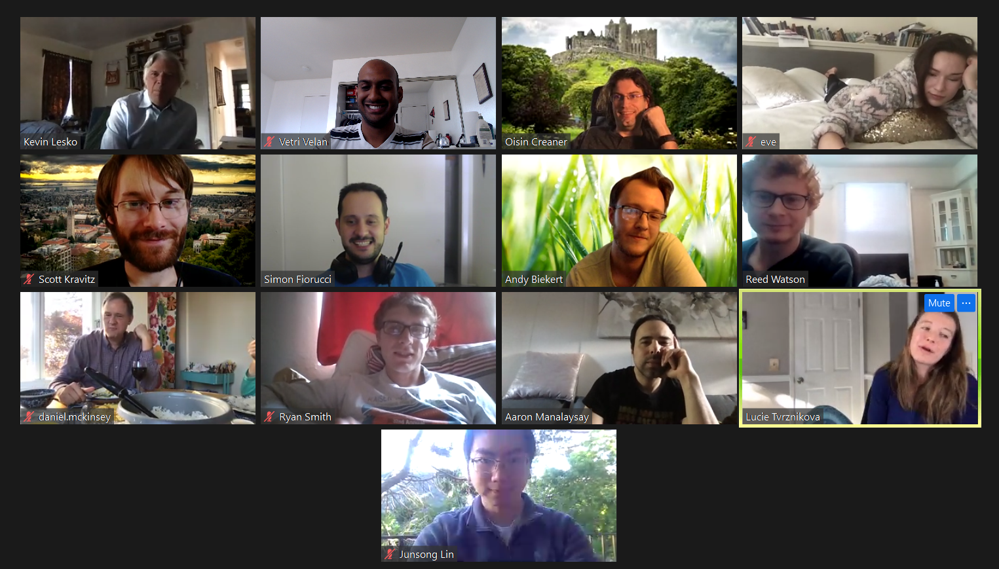 Kevin Lesko
Vetri Velan
Oisin Creaner
eve
Scott Kravitz
Simon Fiorucci
Andy Biekert
Reed Watson
Mute ...
daniel.mckinsey
Ryan Smith
Aaron Manalaysay
Lucie Tvrznikova
Junsong Lin